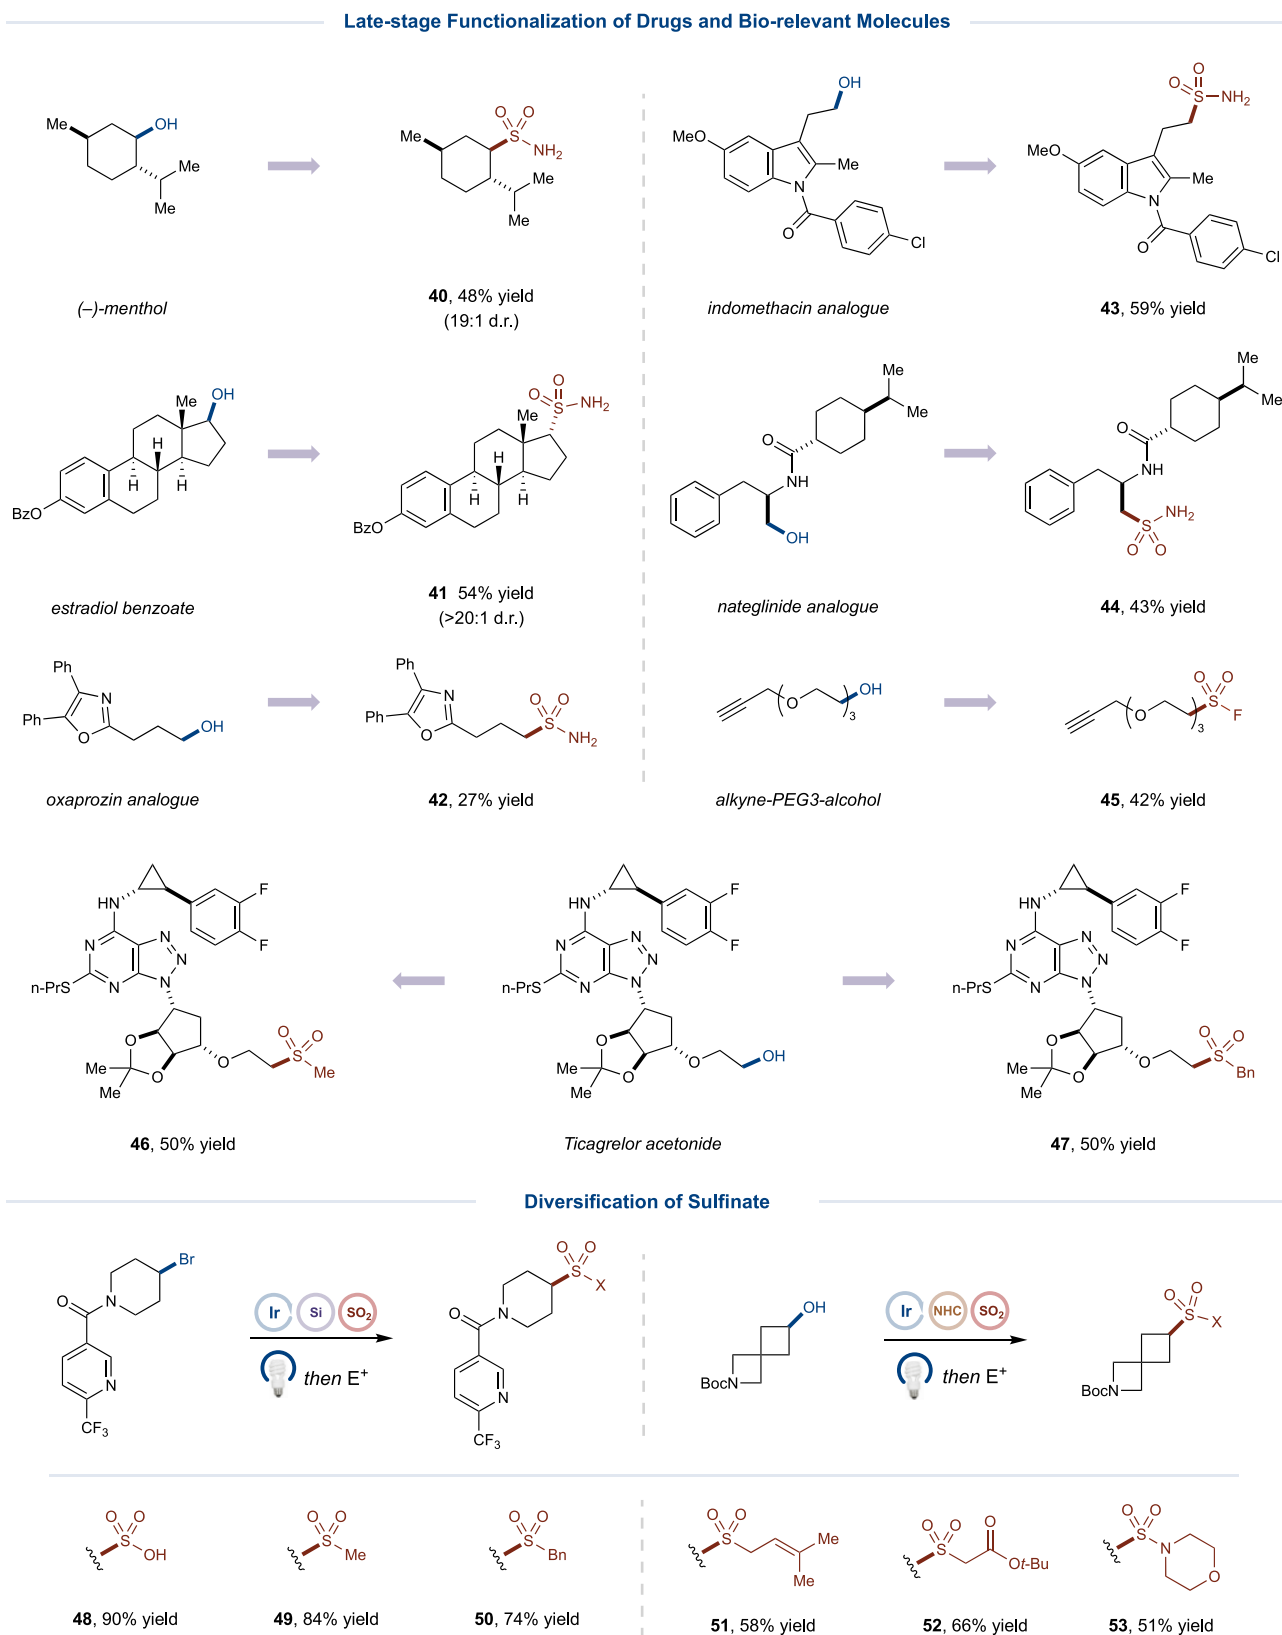 Late-stage Functionalization of Drugs and Bio-relevant Molecules
Me
OH
Me
Me
(–)-menthol
O
O
Me
S
NH2
Me
Me
40, 48% yield
(19:1 d.r.)
OH
MeO
Me
N
O
Cl
indomethacin analogue
O
O
S
NH2
MeO
Me
N
O
Cl
43, 59% yield
OH
Me
H
H
H
BzO
estradiol benzoate
O
O
S
NH2
Me
H
H
H
BzO
41 54% yield
(>20:1 d.r.)
Me
Me
O
NH
OH
nateglinide analogue
Me
Me
O
NH
NH2
S
O
O
44, 43% yield
Ph
N
Ph
O
OH
oxaprozin analogue
Ph
N
Ph
O
O
O
S
NH2
42, 27% yield
( O ) 3
OH
alkyne-PEG3-alcohol
( O ) 3
O
O
S
F
45, 42% yield
F
F
HN
N
N
N
n-PrS
N
N
O
O
O
Me
Me
O
O
S
Me
46, 50% yield
F
F
HN
N
N
N
n-PrS
N
N
O
O
O
Me
Me
OH
Ticagrelor acetonide
F
F
HN
N
N
N
n-PrS
N
N
O
O
O
Me
Me
O
O
S
Bn
47, 50% yield
Diversification of Sulfinate
Br
O
N
N
CF3
Ir
Si
SO2
then E+
O
O
S
X
O
N
N
CF3
OH
BocN
Ir
NHC
SO2
then E+
O
O
S
X
BocN
O
O
S
OH
48, 90% yield
O
O
S
Me
49, 84% yield
O
O
S
Bn
50, 74% yield
O
O
S
Me
Me
51, 58% yield
O
O
S
O
Ot-Bu
52, 66% yield
O
O
S
N
O
53, 51% yield